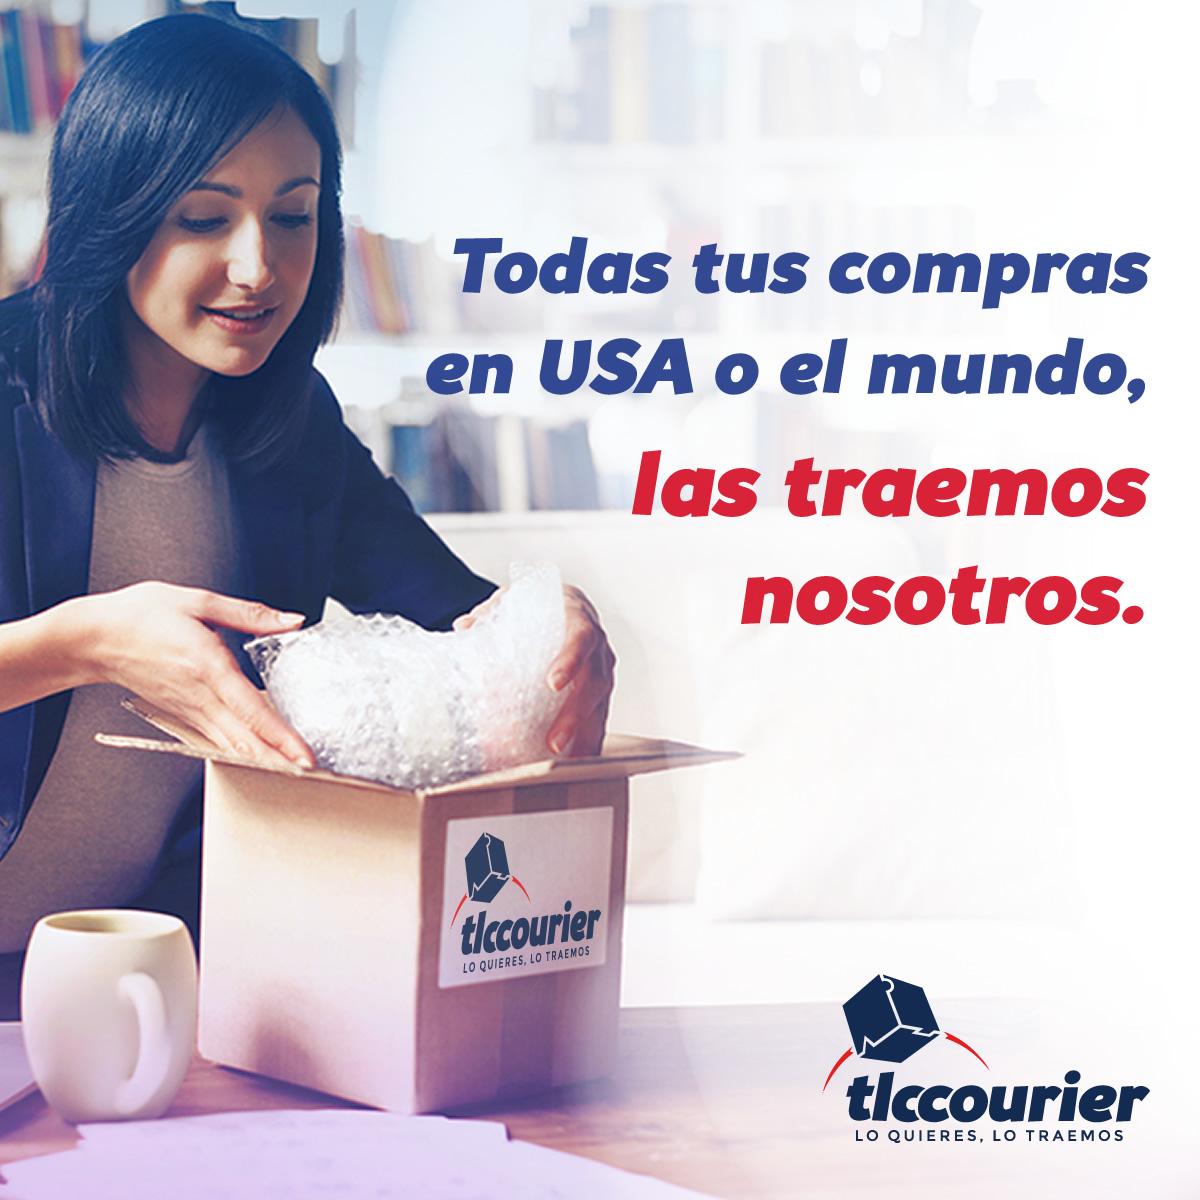 Todas tus compras
en USA o el mundo,
las traemos
nosotros.
tlccourier
LO QUIERES, LO TRAEMOS
tlccourier
LO QUIERES, LO TRAEMOS